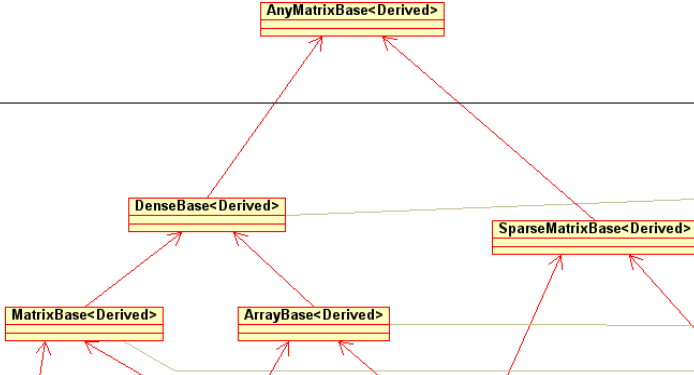 AnyMatrixBase<Derived>
DenseBase<Derived>
SparseMatrixBase<Derived>
MatrixBase<Derived>
ArrayBase<Derived>